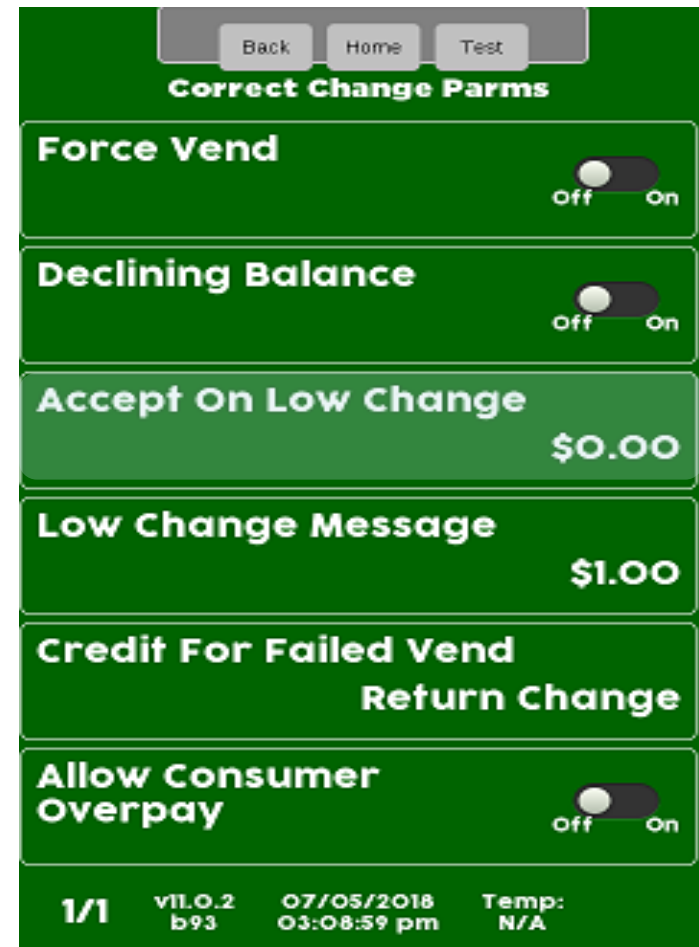 Back Home Test
Correct Change Parms
Force Vend
Off On
Declining Balance
Off On
Accept On Low Change
$0.00
Low Change Message
$1.00
Credit For Failed Vend
Return Change
Allow Consumer
Overpay
Off On
1/1 v11.0.2 07/05/2018 Temp:
b93 03:08:59 pm N/A